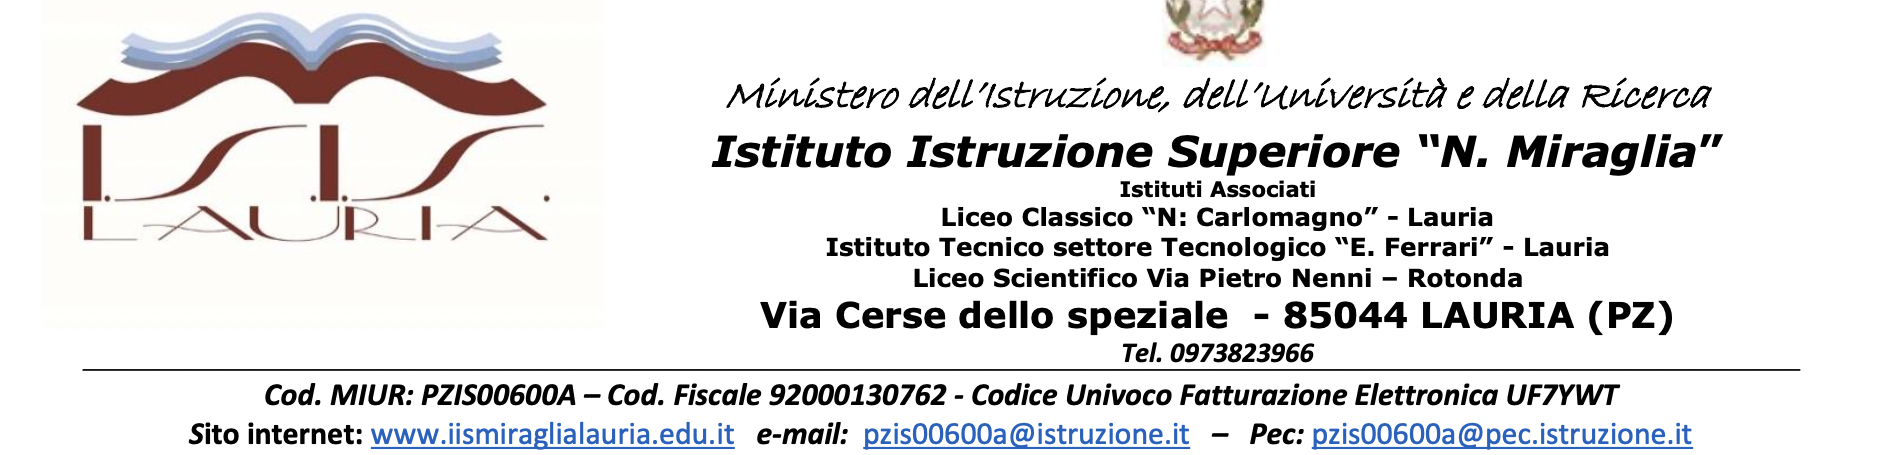 I.S.I.S.
LAURIA
Ministero dell’Istruzione, dell’Università e della Ricerca
Istituto Istruzione Superiore “N. Miraglia”
Istituti Associati
Liceo Classico “N: Carlomagno” - Lauria
Istituto Tecnico settore Tecnologico “E. Ferrari” - Lauria
Liceo Scientifico Via Pietro Nenni – Rotonda
Via Cerse dello speziale - 85044 LAURIA (PZ)
Tel. 0973823966
Cod. MIUR: PZIS00600A – Cod. Fiscale 92000130762 - Codice Univoco Fatturazione Elettronica UF7YWT
Sito internet: www.iismiraglialauria.edu.it e-mail: pzis00600a@istruzione.it – Pec: pzis00600a@pec.istruzione.it